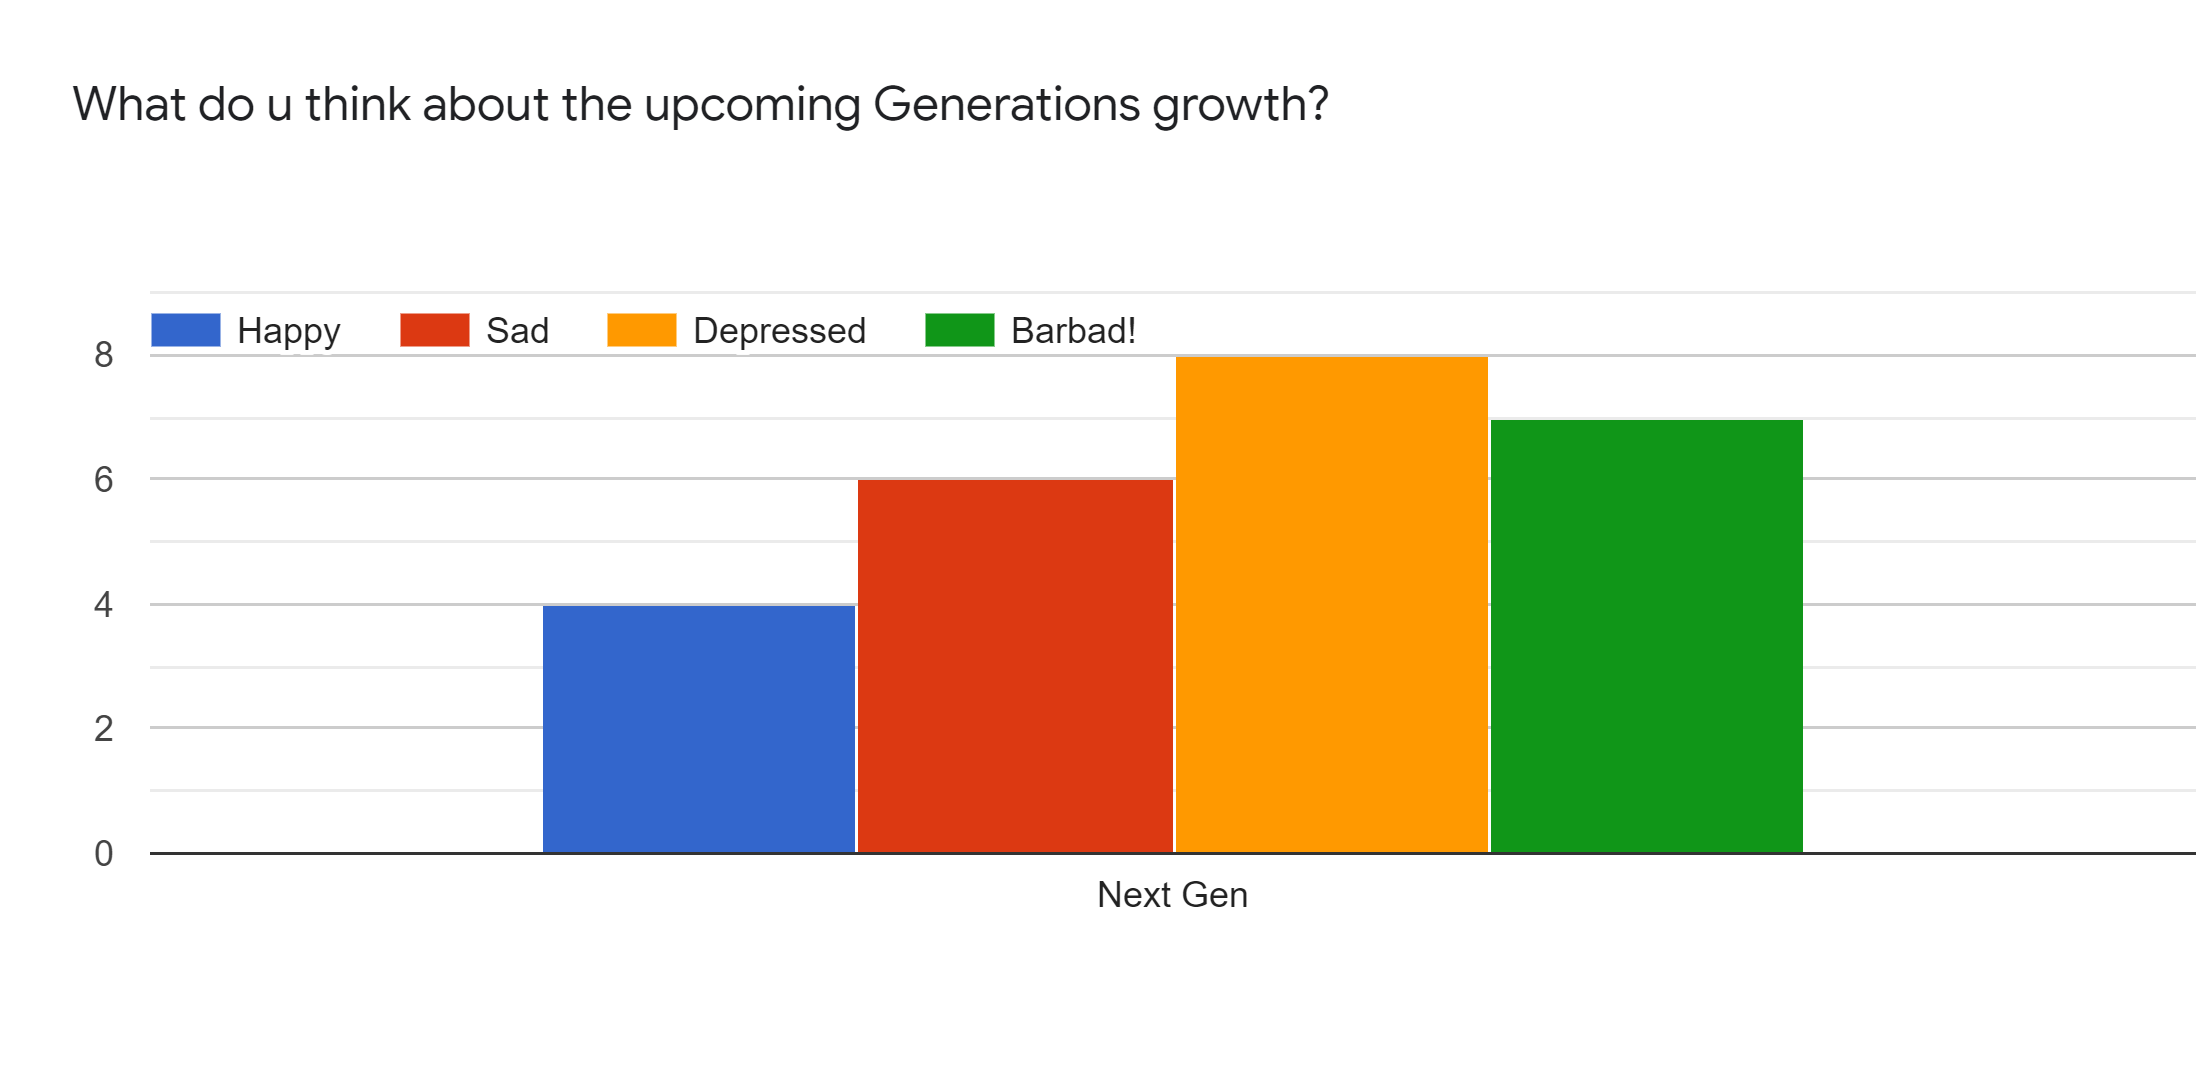 What do u think about the upcoming Generations growth?
Happy Sad Depressed Barbad!
8
6
4
2
0
Next Gen